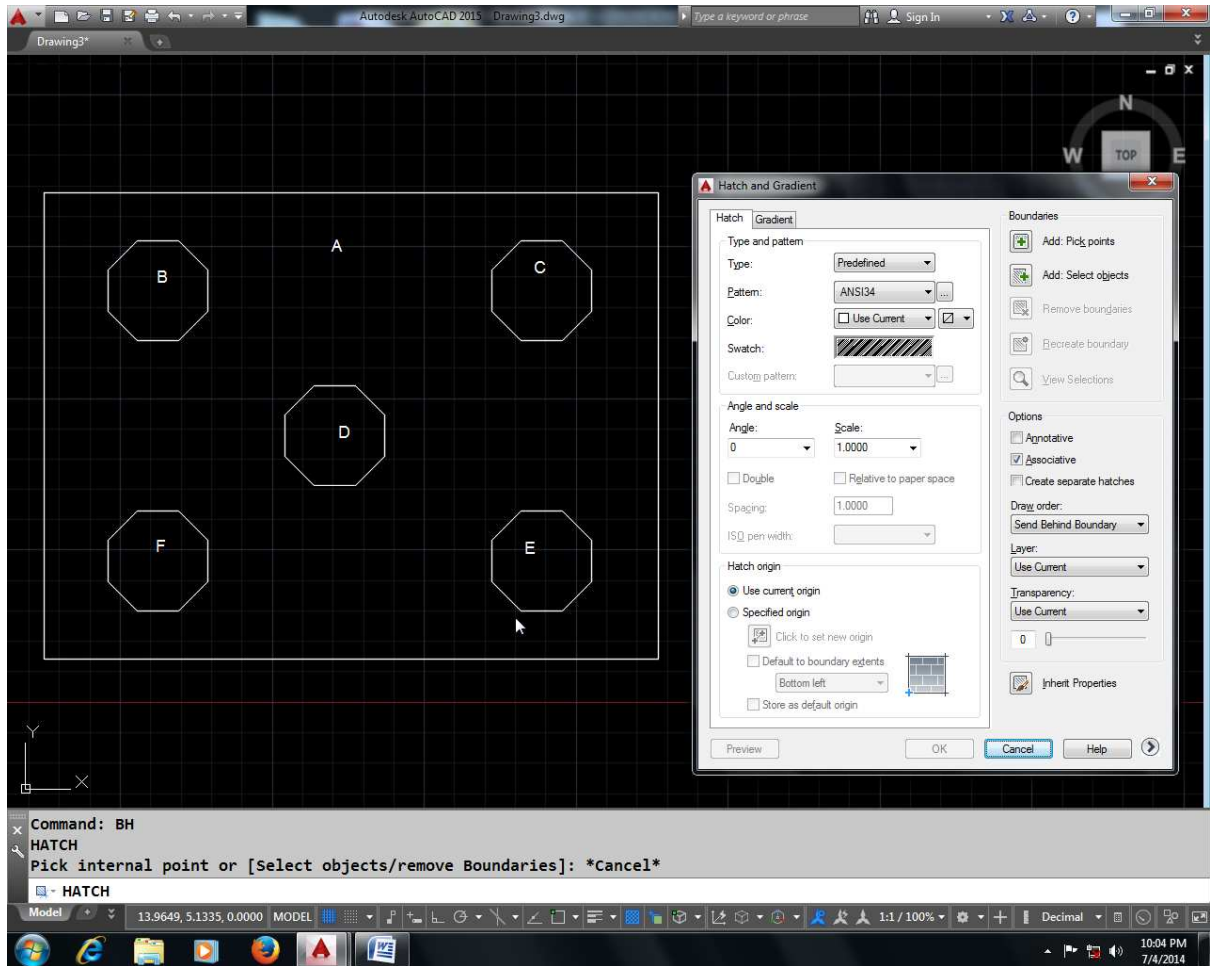 Autodesk AutoCAD 2015 Drawing3.dwg
Type a keyword or phrase
Sign In
Drawing3*
N
W
TOP
E
A
B
C
D
F
E
Y
X
Hatch and Gradient
Hatch
Gradient
Type and pattern
Type:
Predefined
Pattern:
ANSI34
...
Color:
Use Current
Swatch:
Custom pattern:
...
Angle and scale
Angle:
Scale:
0
1.0000
Double
Relative to paper space
Spacing:
1.0000
ISO pen width:
Hatch origin
Use current origin
Specified origin
Click to set new origin
Default to boundary extents
Bottom left
Store as default origin
Boundaries
Add: Pick points
Add: Select objects
Remove boundaries
Recreate boundary
View Selections
Options
Annotative
Associative
Create separate hatches
Draw order:
Send Behind Boundary
Layer:
Use Current
Transparency:
Use Current
0
Inherit Properties
Preview
OK
Cancel
Help
Command: BH
HATCH
Pick internal point or [Select objects/remove Boundaries]: *Cancel*
HATCH
Model
13.9649, 5.1335, 0.0000
MODEL
1:1 / 100%
Decimal
10:04 PM
7/4/2014